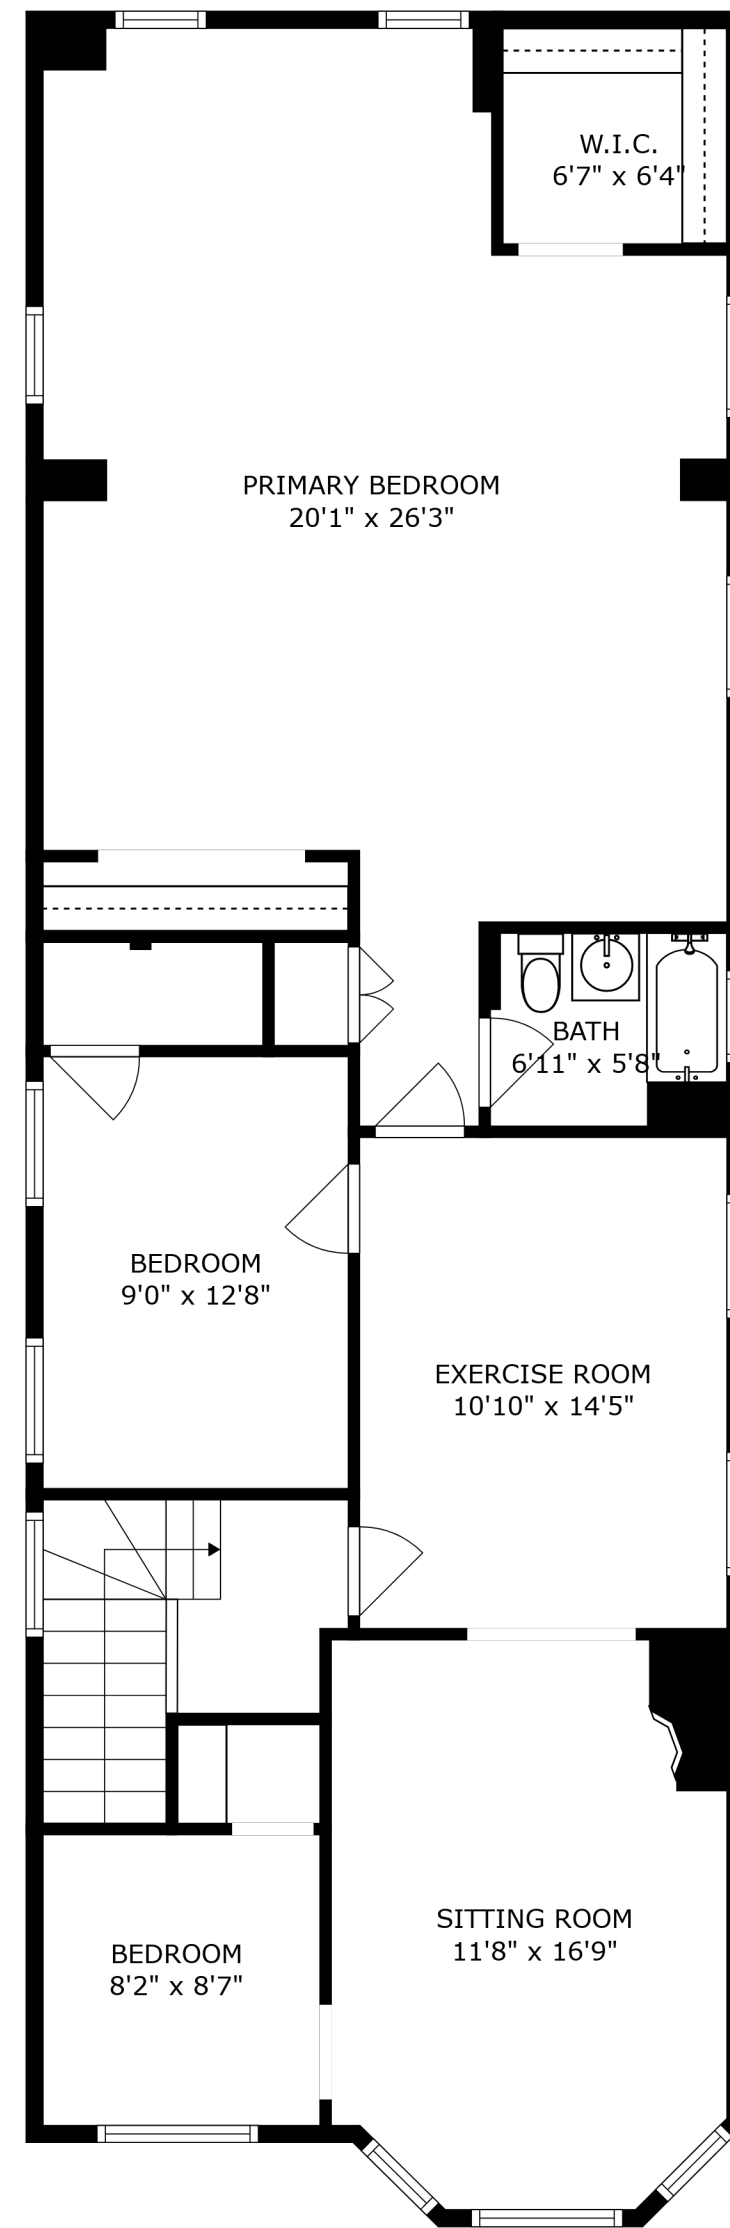 W.I.C.
6'7" x 6'4"
PRIMARY BEDROOM
20'1" x 26'3"
BATH
6'11" x 5'8"
BEDROOM
9'0" x 12'8"
EXERCISE ROOM
10'10" x 14'5"
SITTING ROOM
11'8" x 16'9"
BEDROOM
8'2" x 8'7"